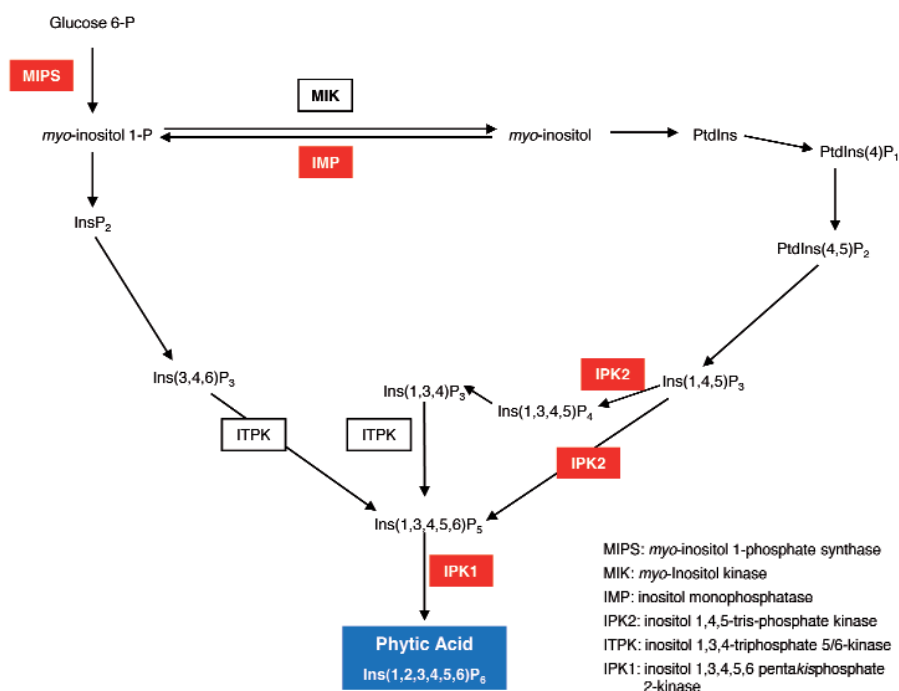 Glucose 6-P
MIPS
MIK
myo-inositol 1-P
myo-inositol
PtdIns
IMP
PtdIns(4)P₁
InsP₂
PtdIns(4,5)P₂
Ins(3,4,6)P₃
IPK2
Ins(1,4,5)P₃
Ins(1,3,4)P₃
Ins(1,3,4,5)P₄
ITPK
ITPK
IPK2
Ins(1,3,4,5,6)P₅
IPK1
Phytic Acid
Ins(1,2,3,4,5,6)P₆
MIPS: myo-inositol 1-phosphate synthase
MIK: myo-Inositol kinase
IMP: inositol monophosphatase
IPK2: inositol 1,4,5-tris-phosphate kinase
ITPK: inositol 1,3,4-triphosphate 5/6-kinase
IPK1: inositol 1,3,4,5,6 pentakisphosphate
2-kinase